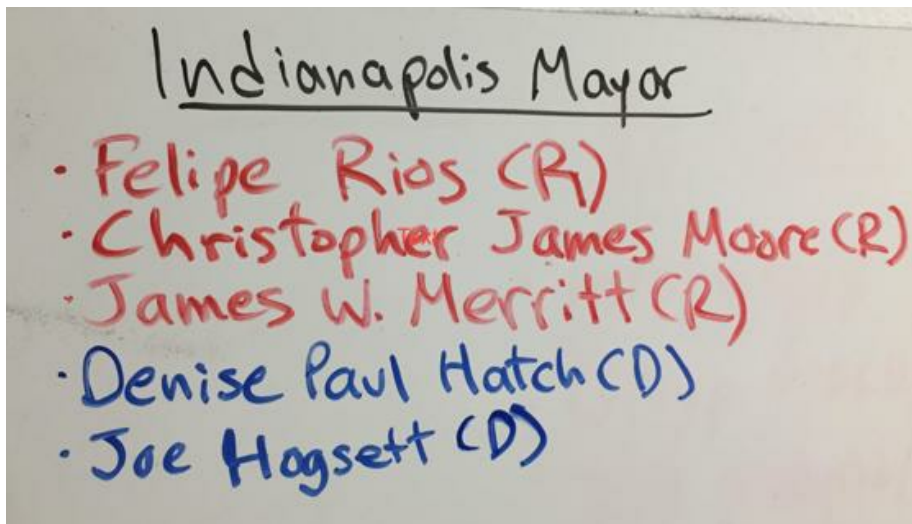 Indianapolis Mayor
· Felipe Rios (R)
· Christopher James Moore (R)
· James W. Merritt (R)
· Denise Paul Hatch (D)
· Joe Hogsett (D)